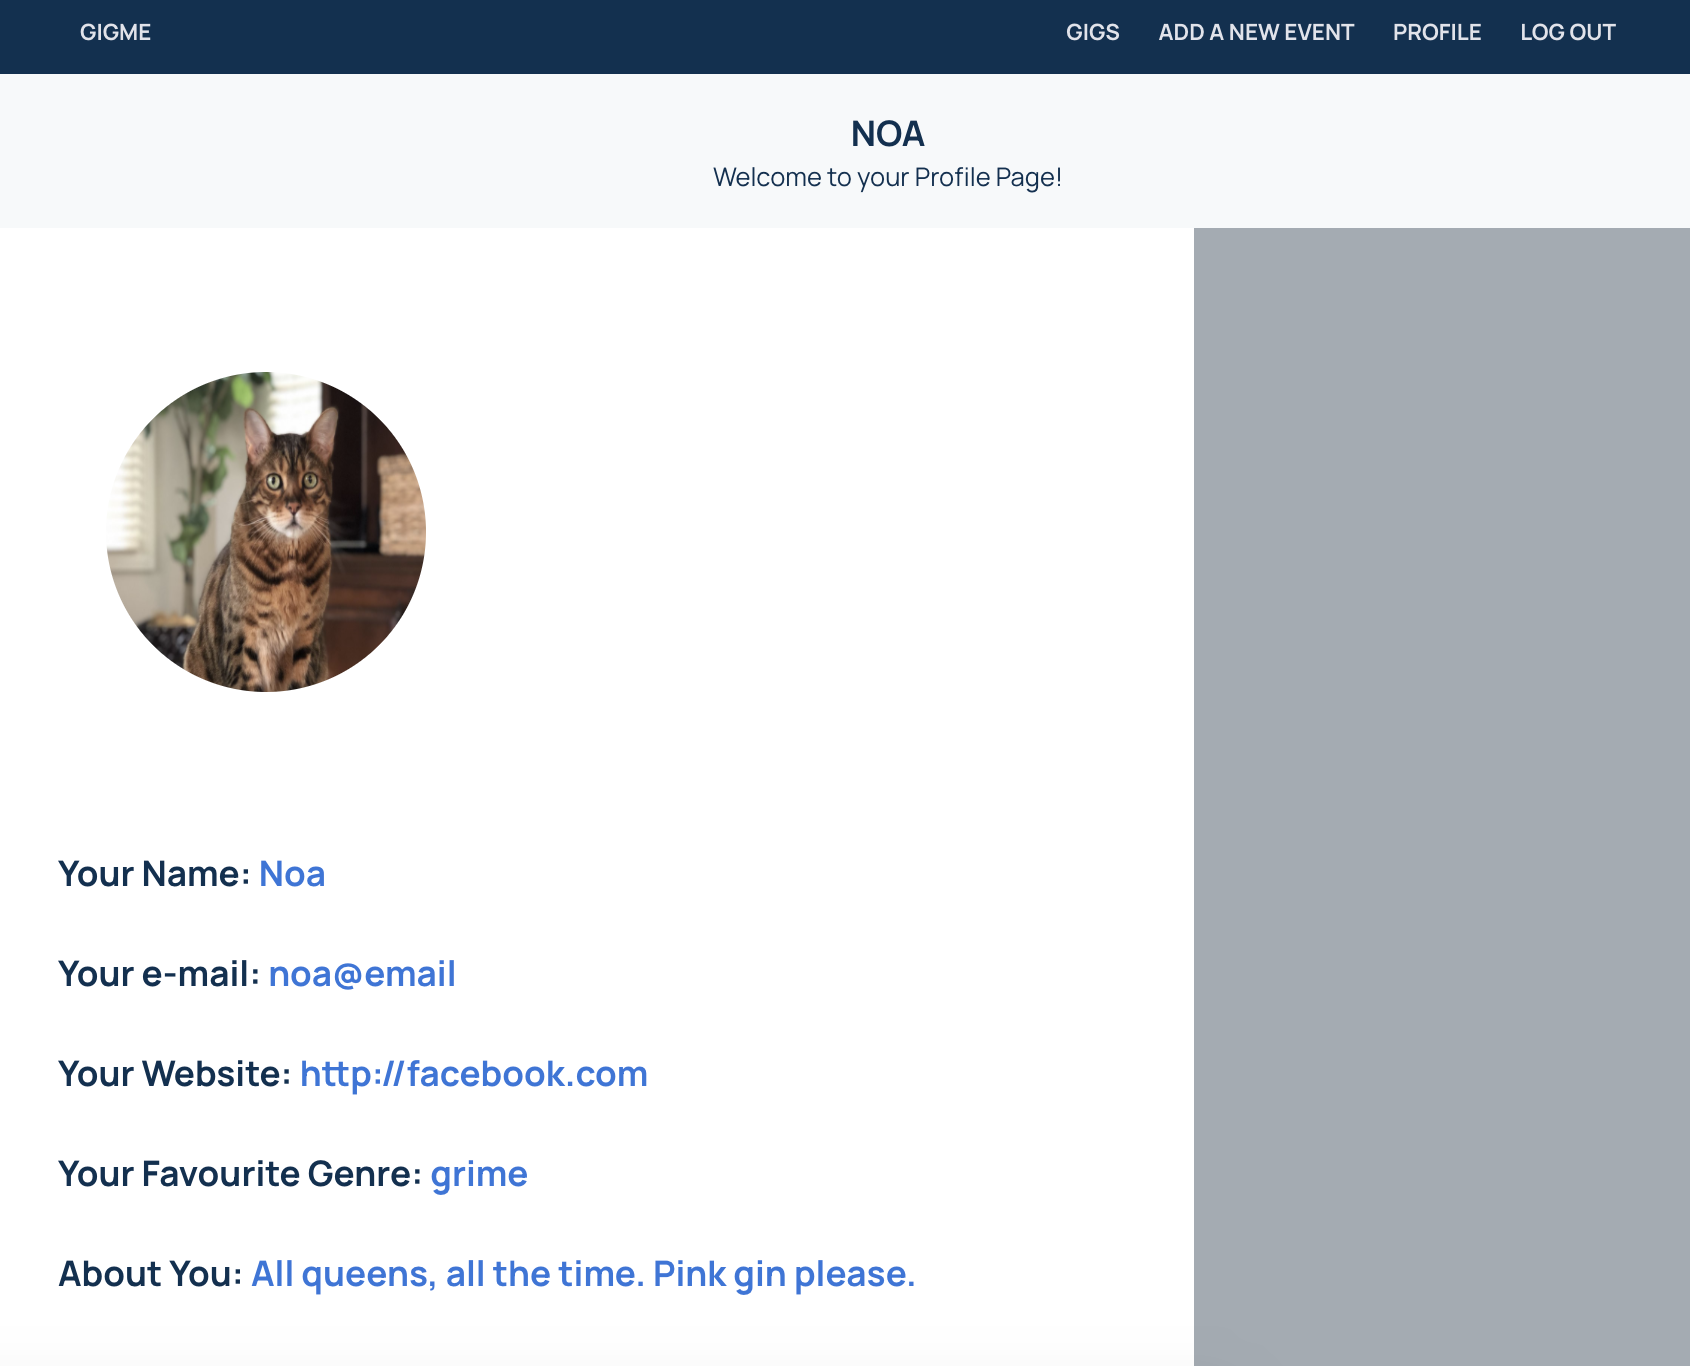 GIGME GIGS ADD A NEW EVENT PROFILE LOG OUT
NOA
Welcome to your Profile Page!
Your Name: Noa
Your e-mail: noa@email
Your Website: http://facebook.com
Your Favourite Genre: grime
About You: All queens, all the time. Pink gin please.